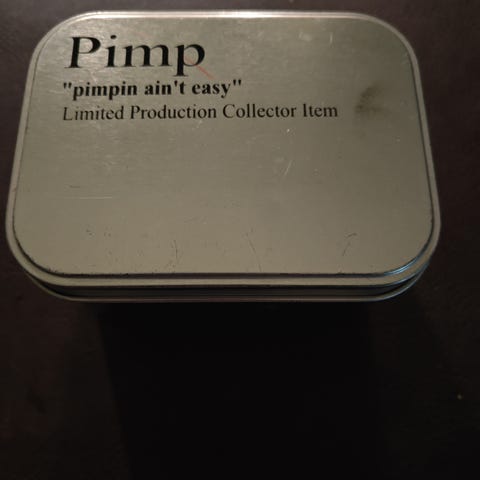 Pimp
"pimpin ain't easy"
Limited Production Collector Item